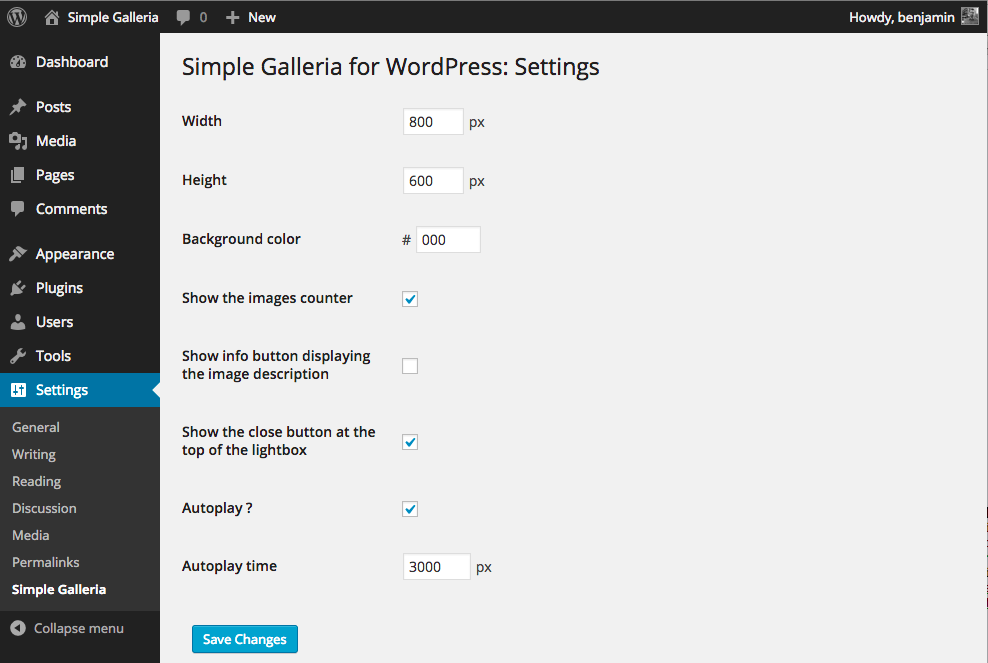 Simple Galleria 0 + New Howdy, benjamin
Dashboard
Posts
Media
Pages
Comments
Appearance
Plugins
Users
Tools
Settings
General
Writing
Reading
Discussion
Media
Permalinks
Simple Galleria
Collapse menu
Simple Galleria for WordPress: Settings
Width 800 px
Height 600 px
Background color # 000
Show the images counter
Show info button displaying
the image description
Show the close button at the
top of the lightbox
Autoplay ?
Autoplay time 3000 px
Save Changes